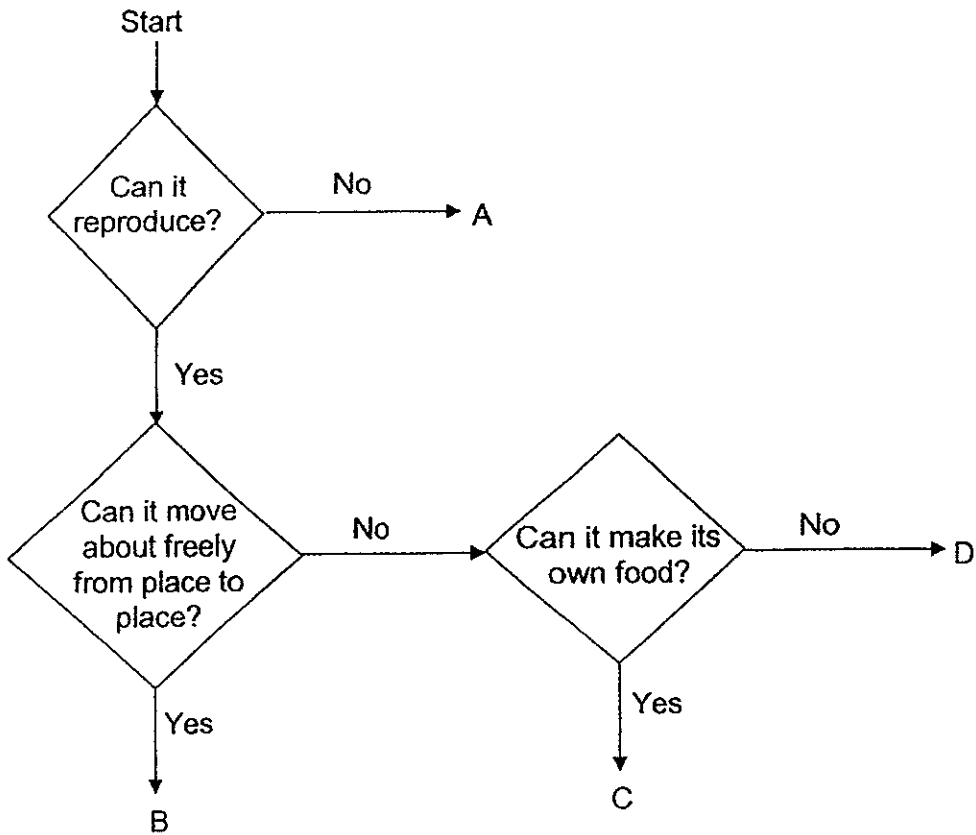 Start
Can it
reproduce?
No
A
Yes
Can it move
about freely
from place to
place?
No
Can it make its
own food?
No
D
Yes
B
Yes
C